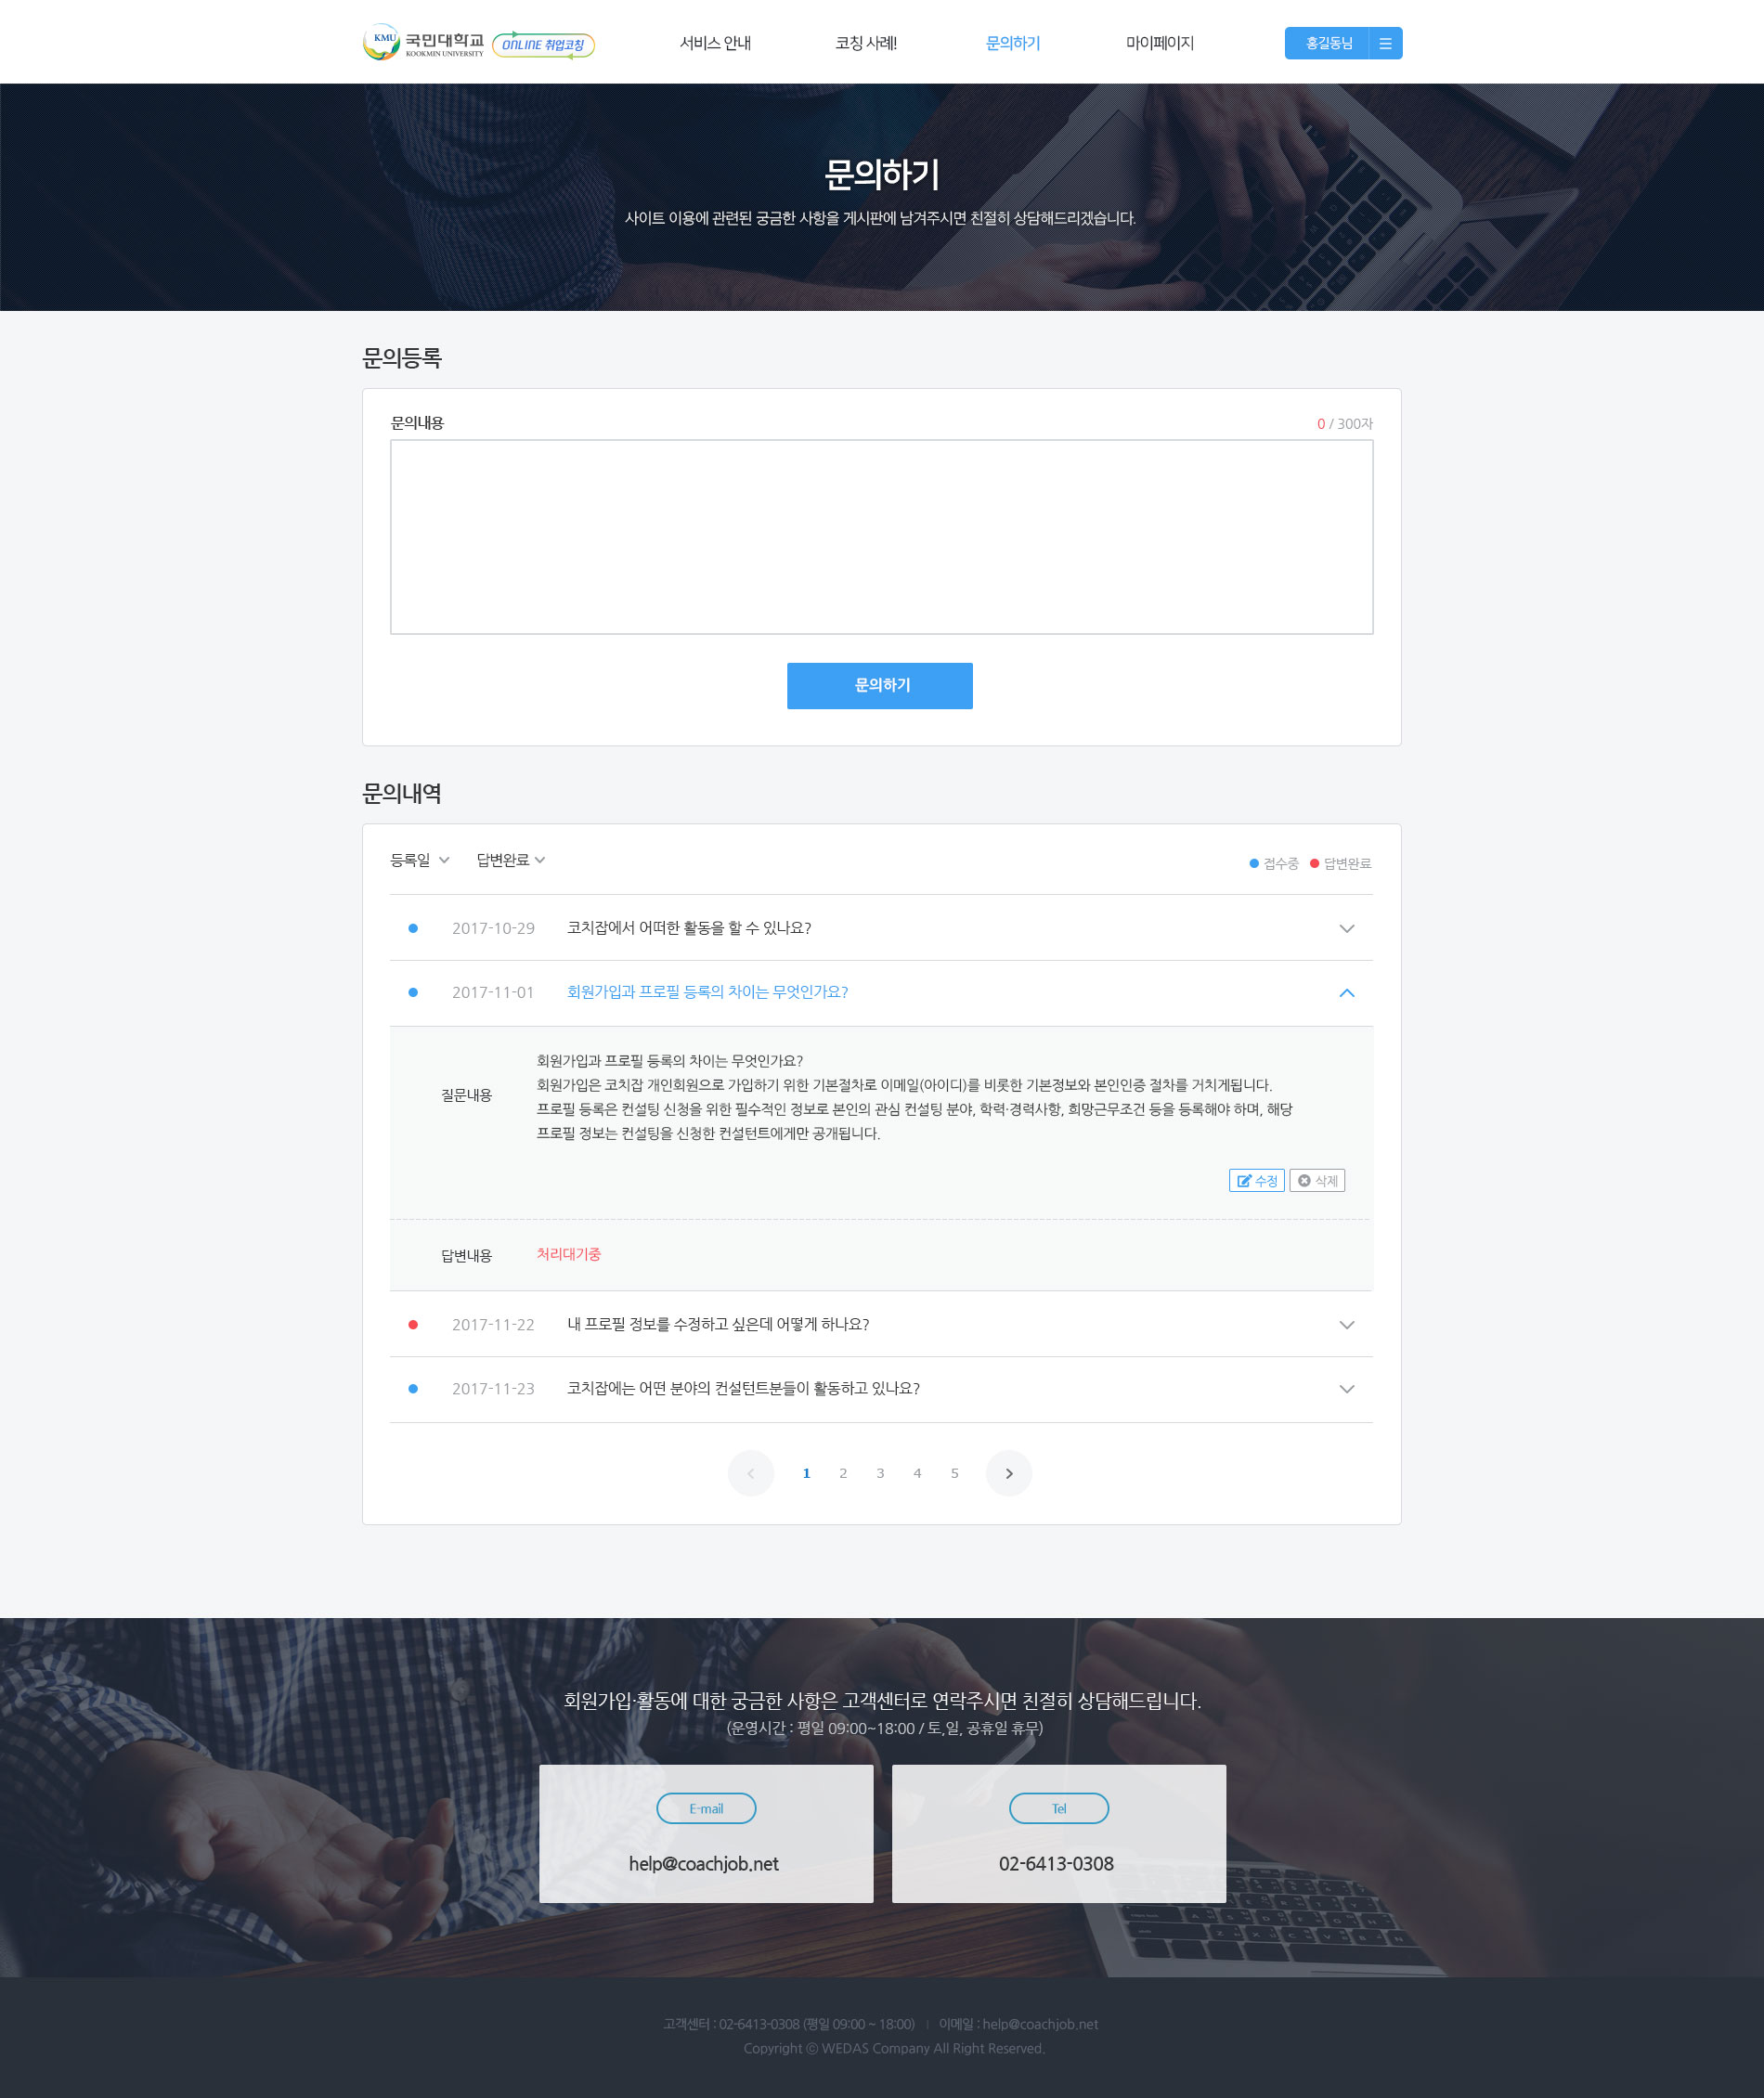 KMU 국민대학교 KOOKMIN UNIVERSITY ONLINE 취업코칭
서비스 안내
코칭 사례!
문의하기
마이페이지
홍길동님
문의하기
사이트 이용에 관련된 궁금한 사항을 게시판에 남겨주시면 친절히 상담해드리겠습니다.
문의등록
문의내용
0 / 300자
문의하기
문의내역
등록일
답변완료
접수중
답변완료
2017-10-29 코치잡에서 어떠한 활동을 할 수 있나요?
2017-11-01 회원가입과 프로필 등록의 차이는 무엇인가요?
질문내용
회원가입과 프로필 등록의 차이는 무엇인가요?
회원가입은 코치잡 개인회원으로 가입하기 위한 기본절차로 이메일(아이디)를 비롯한 기본정보와 본인인증 절차를 거치게됩니다.
프로필 등록은 컨설팅 신청을 위한 필수적인 정보로 본인의 관심 컨설팅 분야, 학력·경력사항, 희망근무조건 등을 등록해야 하며, 해당
프로필 정보는 컨설팅을 신청한 컨설턴트에게만 공개됩니다.
수정
삭제
답변내용 처리대기중
2017-11-22 내 프로필 정보를 수정하고 싶은데 어떻게 하나요?
2017-11-23 코치잡에는 어떤 분야의 컨설턴트분들이 활동하고 있나요?
1 2 3 4 5
회원가입·활동에 대한 궁금한 사항은 고객센터로 연락주시면 친절히 상담해드립니다.
(운영시간 : 평일 09:00~18:00 / 토,일, 공휴일 휴무)
E-mail
help@coachjob.net
Tel
02-6413-0308
고객센터 : 02-6413-0308 (평일 09:00 ~ 18:00) | 이메일 : help@coachjob.net
Copyright ⓒ WEDAS Company All Right Reserved.